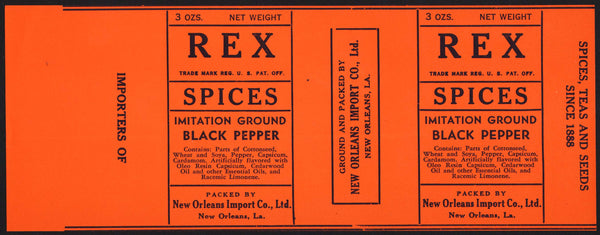 IMPORTERS OF
3 OZS. NET WEIGHT
REX
TRADE MARK REG. U. S. PAT. OFF.
SPICES
IMITATION GROUND
BLACK PEPPER
Contains: Parts of Cottonseed,
Wheat and Soya, Pepper, Capsicum,
Cardamom, Artificially flavored with
Oleo Resin Capsicum, Cedarwood
Oil and other Essential Oils, and
Racemic Limonene.
PACKED BY
New Orleans Import Co., Ltd.
New Orleans, La.
GROUND AND PACKED BY
NEW ORLEANS IMPORT CO., Ltd.
NEW ORLEANS, LA.
3 OZS. NET WEIGHT
REX
TRADE MARK REG. U. S. PAT. OFF.
SPICES
IMITATION GROUND
BLACK PEPPER
Contains: Parts of Cottonseed,
Wheat and Soya, Pepper, Capsicum,
Cardamom, Artificially flavored with
Oleo Resin Capsicum, Cedarwood
Oil and other Essential Oils, and
Racemic Limonene.
PACKED BY
New Orleans Import Co., Ltd.
New Orleans, La.
SPICES, TEAS AND SEEDS
SINCE 1888